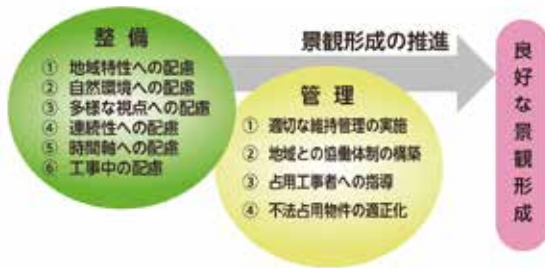 整備
① 地域特性への配慮
② 自然環境への配慮
③ 多様な視点への配慮
④ 連続性への配慮
⑤ 時間軸への配慮
⑥ 工事中の配慮
景観形成の推進
管理
① 適切な維持管理の実施
② 地域との協働体制の構築
③ 占用工事者への指導
④ 不法占用物件の適正化
良好な景観形成